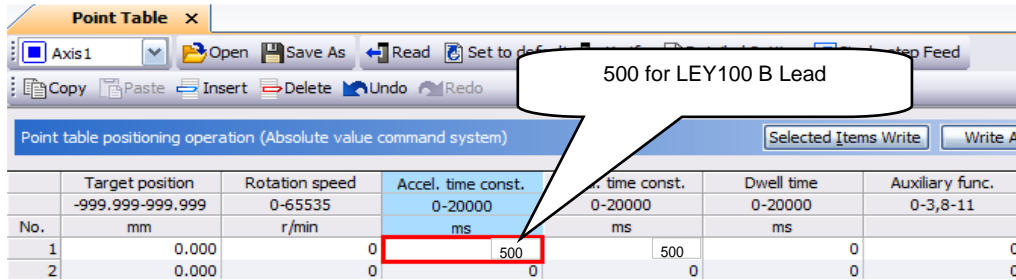 Point Table ×
Axis1 Open Save As Read Set to step Feed
500 for LEY100 B Lead
Copy Paste Insert Delete Undo Redo
Point table positioning operation (Absolute value command system) Selected Items Write Write A
Target position Rotation speed Accel. time const. time const. Dwell time Auxiliary func.
-999.999-999.999 0-65535 0-20000 0-20000 0-20000 0-3,8-11
No. mm r/min ms ms ms
1 0.000 0 500 500 0 0
2 0.000 0 0 0 0 0